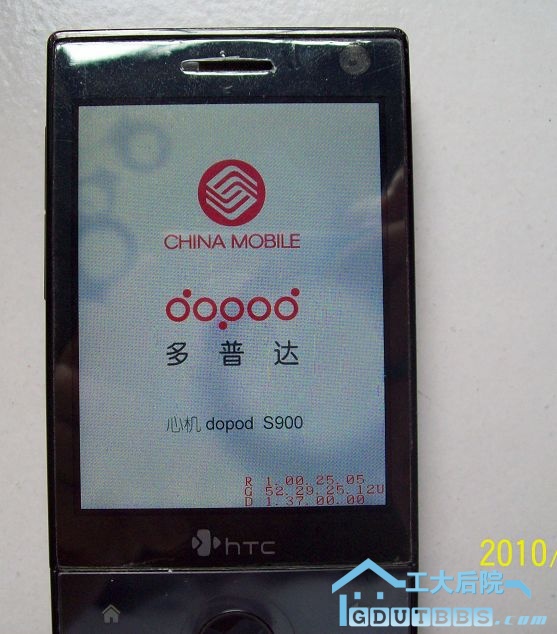 CHINA MOBILE
dopod
多普达
心机 dopod S900
R 1.00.25.05
G 52.29.25.12U
D 1.37.00.00
hTC
2010/
工大后院
GDUTBBS.com